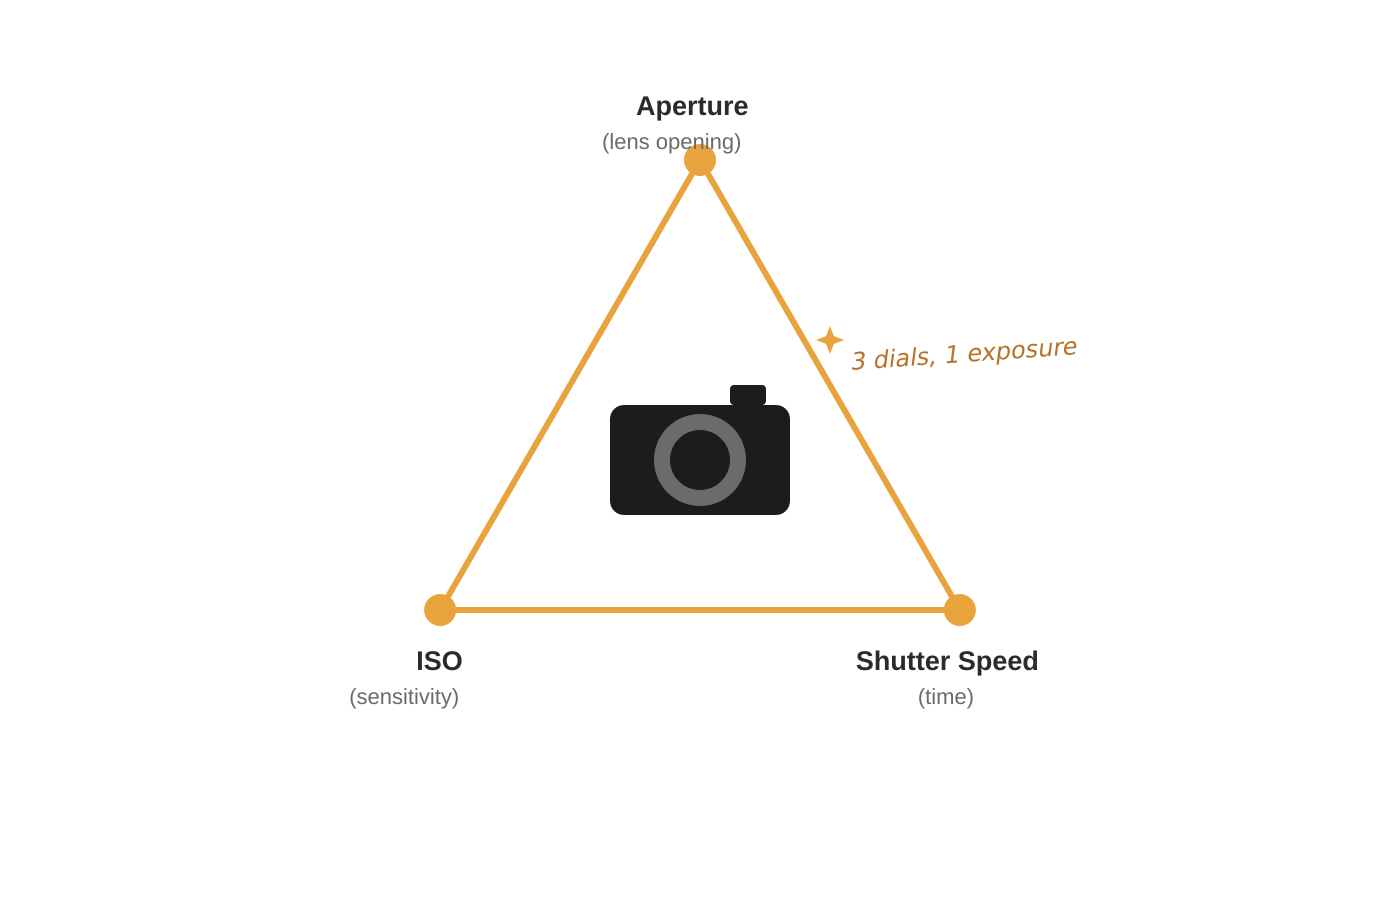 Aperture
(lens opening)
3 dials, 1 exposure
ISO
(sensitivity)
Shutter Speed
(time)